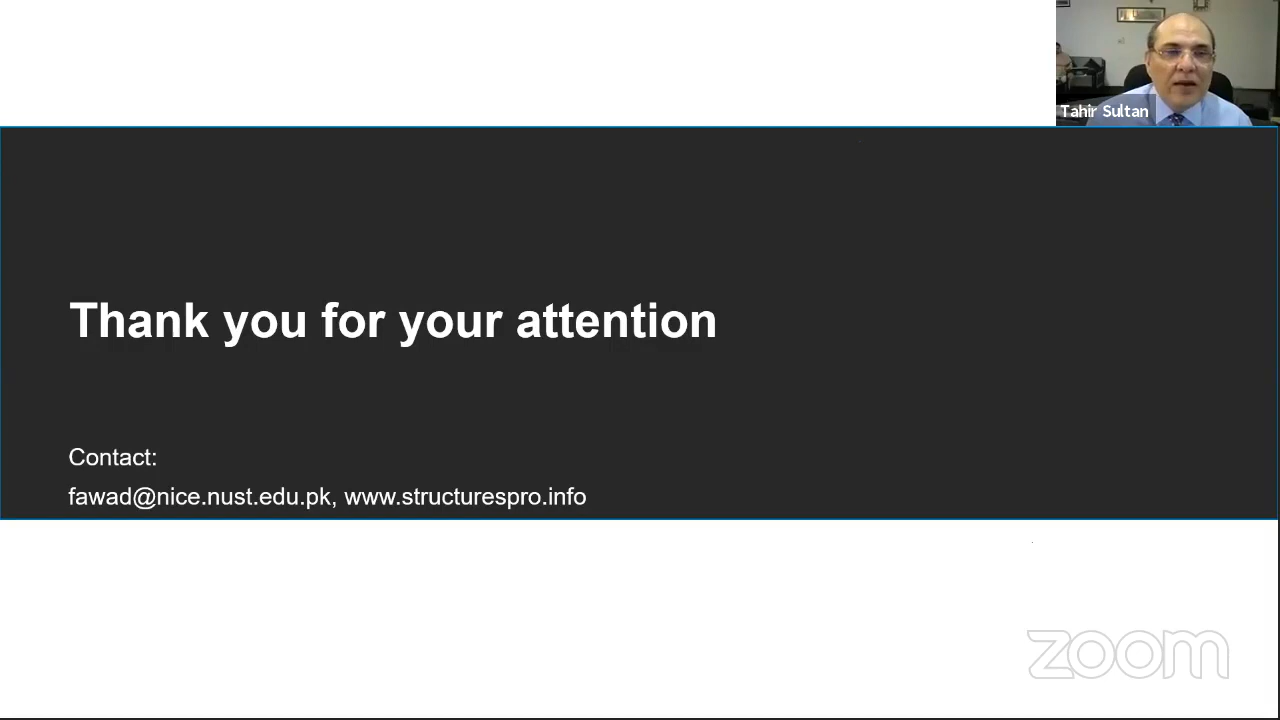 Tahir Sultan
Thank you for your attention
Contact:
fawad@nice.nust.edu.pk, www.structurespro.info
zoom